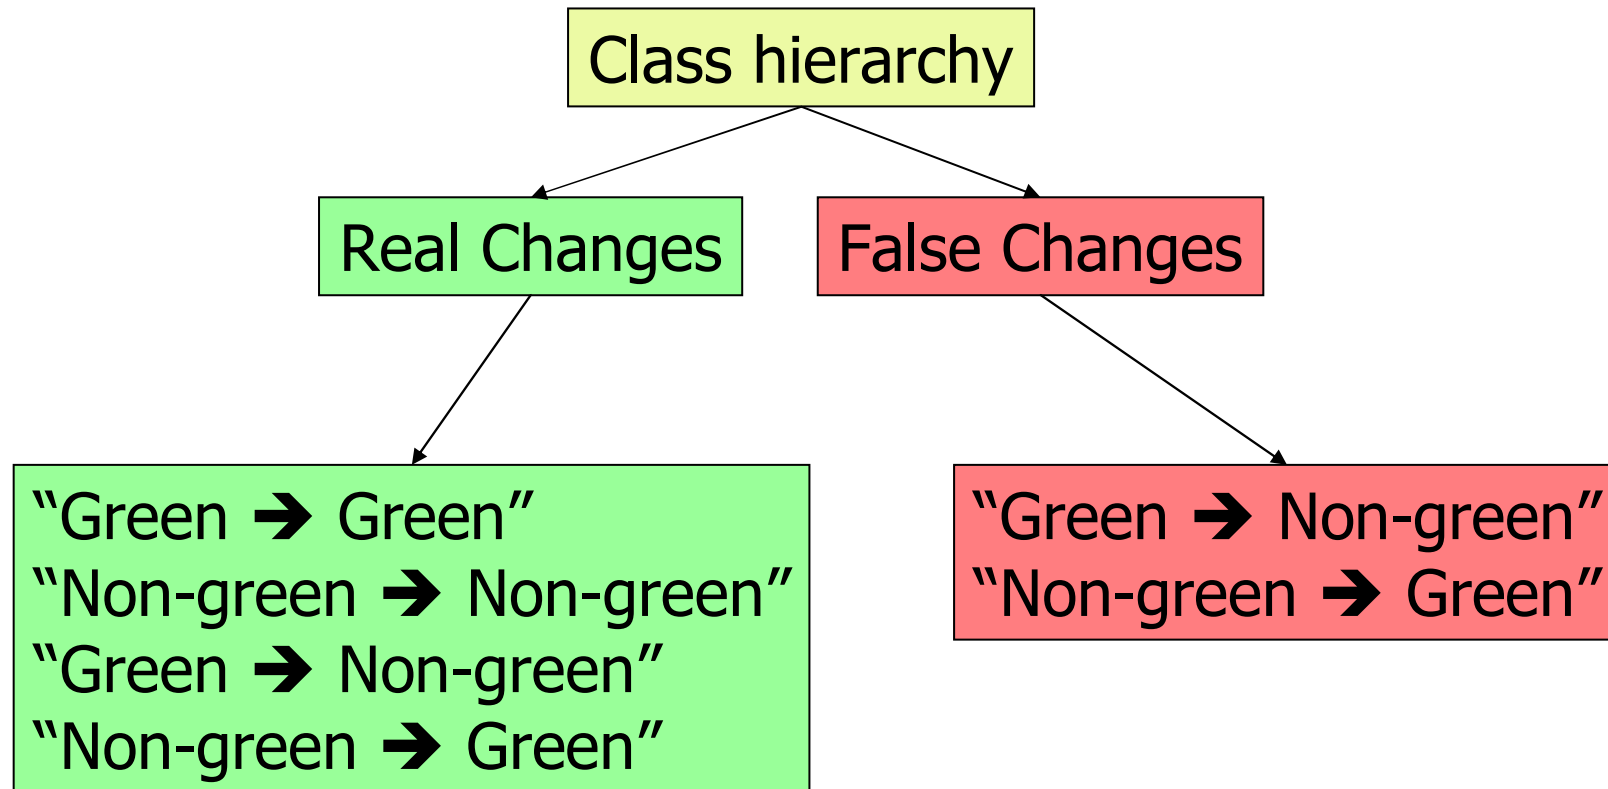 Class hierarchy
Real Changes
False Changes
“Green ➔ Green”
“Non-green ➔ Non-green”
“Green ➔ Non-green”
“Non-green ➔ Green”
“Green ➔ Non-green”
“Non-green ➔ Green”